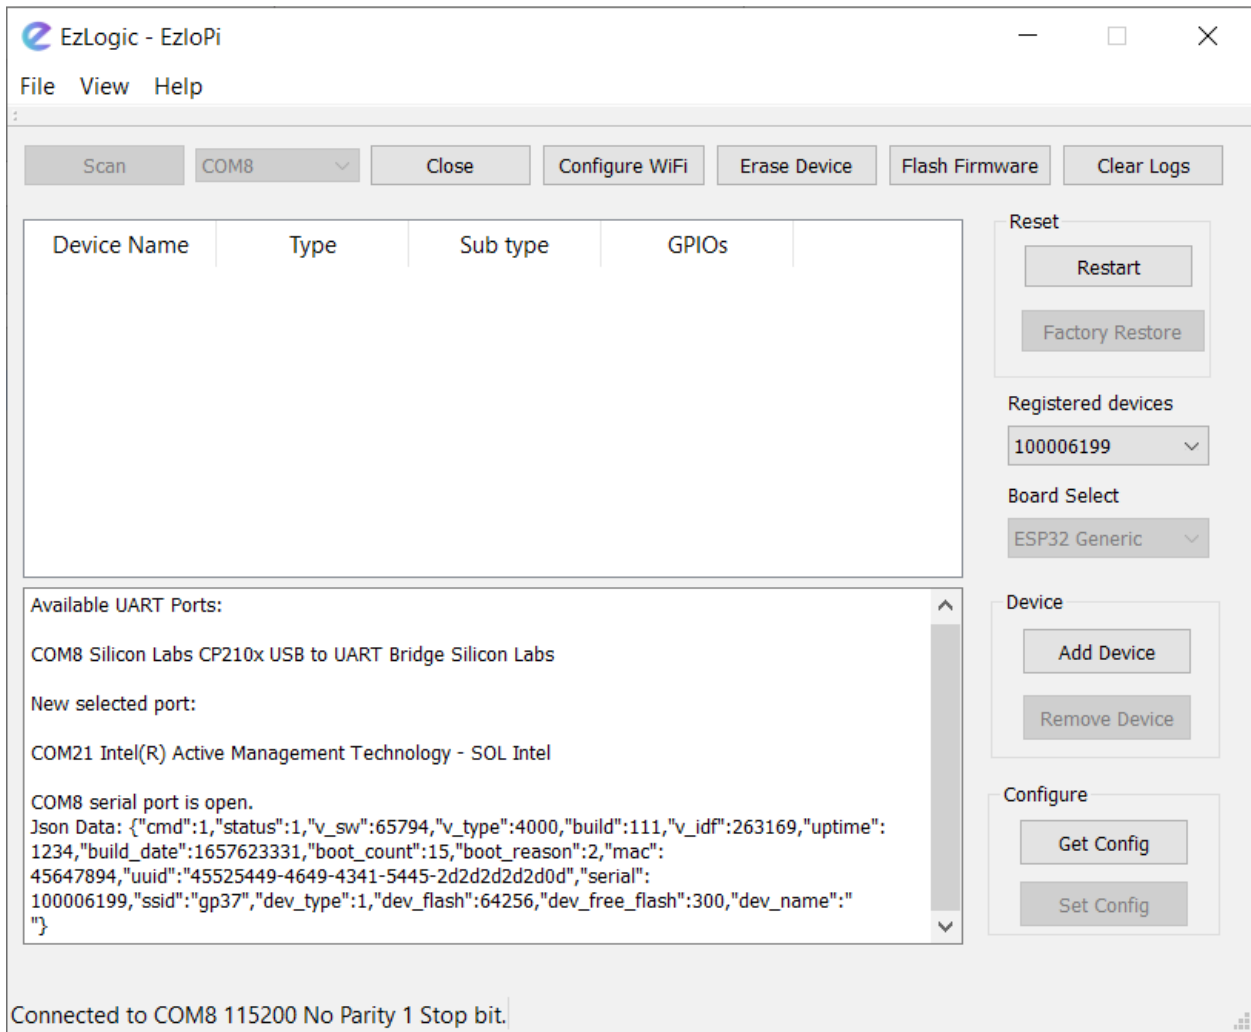 EzLogic - EzloPi
File View Help
Scan COM8 Close Configure WiFi Erase Device Flash Firmware Clear Logs
Device Name Type Sub type GPIOs
Reset
Restart
Factory Restore
Registered devices
100006199
Board Select
ESP32 Generic
Available UART Ports:
COM8 Silicon Labs CP210x USB to UART Bridge Silicon Labs
New selected port:
COM21 Intel(R) Active Management Technology - SOL Intel
COM8 serial port is open.
Json Data: {"cmd":1,"status":1,"v_sw":65794,"v_type":4000,"build":111,"v_idf":263169,"uptime":
1234,"build_date":1657623331,"boot_count":15,"boot_reason":2,"mac":
45647894,"uuid":"45525449-4649-4341-5445-2d2d2d2d2d0d","serial":
100006199,"ssid":"gp37","dev_type":1,"dev_flash":64256,"dev_free_flash":300,"dev_name":"
"}
Device
Add Device
Remove Device
Configure
Get Config
Set Config
Connected to COM8 115200 No Parity 1 Stop bit.